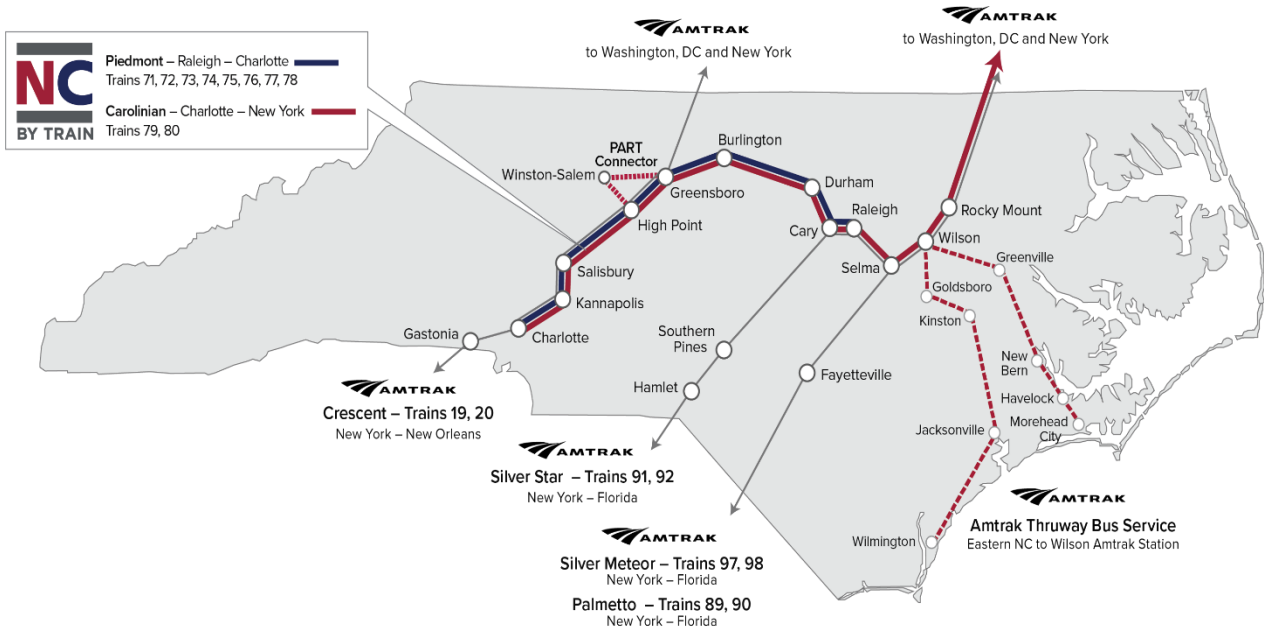 AMTRAK
to Washington, DC and New York
AMTRAK
to Washington, DC and New York
NC
BY TRAIN
Piedmont – Raleigh – Charlotte
Trains 71, 72, 73, 74, 75, 76, 77, 78
Carolinian – Charlotte – New York
Trains 79, 80
PART
Connector
Winston-Salem
Burlington
Greensboro
Durham
High Point
Cary
Raleigh
Rocky Mount
Wilson
Selma
Salisbury
Greenville
Goldsboro
Kannapolis
Kinston
Gastonia
Charlotte
Southern
Pines
New
Bern
Hamlet
Fayetteville
Havelock
Jacksonville
Morehead
City
Wilmington
AMTRAK
Crescent – Trains 19, 20
New York – New Orleans
AMTRAK
Silver Star – Trains 91, 92
New York – Florida
AMTRAK
Silver Meteor – Trains 97, 98
New York – Florida
Palmetto – Trains 89, 90
New York – Florida
AMTRAK
Amtrak Thruway Bus Service
Eastern NC to Wilson Amtrak Station